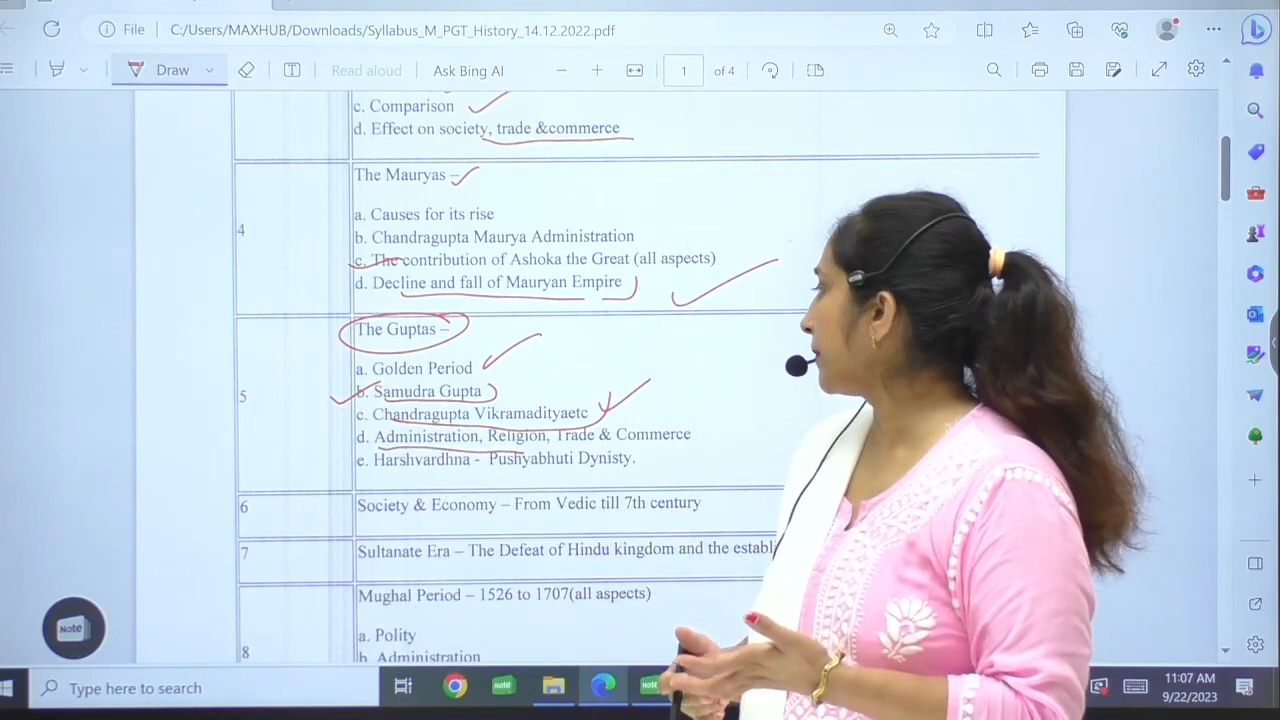 File C:/Users/MAXHUB/Downloads/Syllabus_M_PGT_History_14.12.2022.pdf
Draw Read aloud Ask Bing AI 1 of 4
c. Comparison
d. Effect on society, trade &commerce
4
The Mauryas –
a. Causes for its rise
b. Chandragupta Maurya Administration
c. The contribution of Ashoka the Great (all aspects)
d. Decline and fall of Mauryan Empire
5
The Guptas –
a. Golden Period
b. Samudra Gupta
c. Chandragupta Vikramadityaetc
d. Administration, Religion, Trade & Commerce
e. Harshvardhna - Pushyabhuti Dynisty.
6 Society & Economy – From Vedic till 7th century
7 Sultanate Era – The Defeat of Hindu kingdom and the establ
8
Mughal Period – 1526 to 1707(all aspects)
a. Polity
b. Administration
Note
Type here to search
Note
Note
11:07 AM
9/22/2023